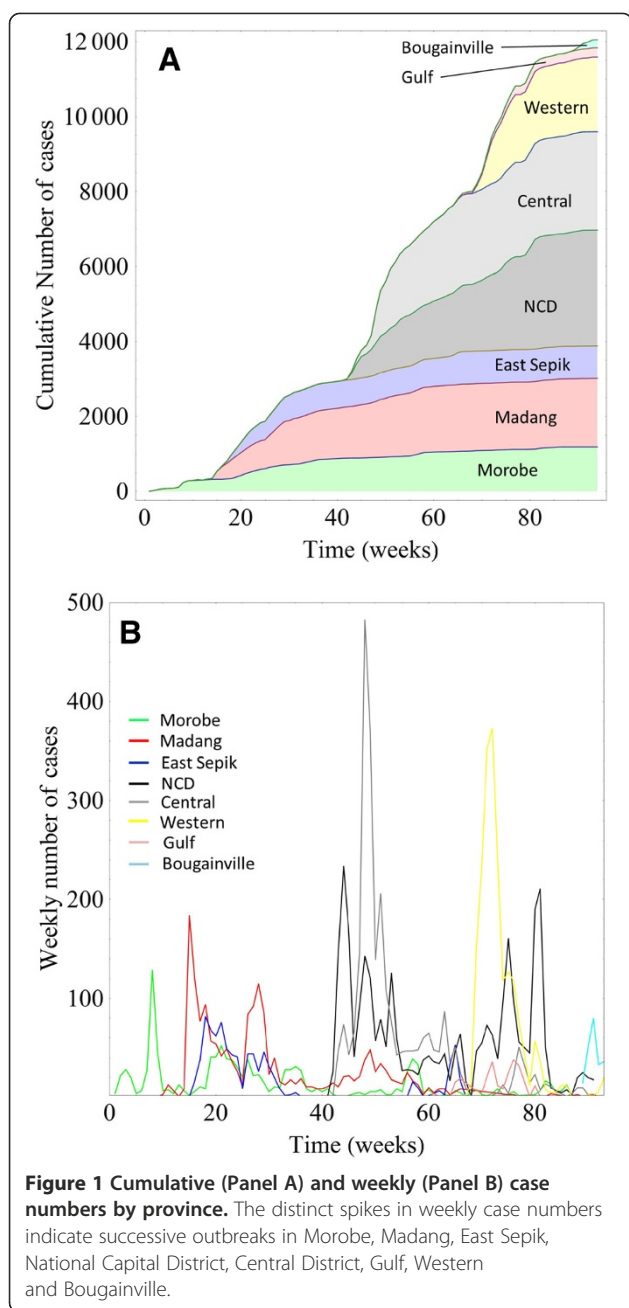 A
12 000
10 000
8000
6000
4000
2000
0
Cumulative Number of cases
Bougainville
Gulf
Western
Central
NCD
East Sepik
Madang
Morobe
0 20 40 60 80
Time (weeks)
B
500
400
300
200
100
Weekly number of cases
Morobe
Madang
East Sepik
NCD
Central
Western
Gulf
Bougainville
0 20 40 60 80
Time (weeks)
Figure 1 Cumulative (Panel A) and weekly (Panel B) case
numbers by province. The distinct spikes in weekly case numbers
indicate successive outbreaks in Morobe, Madang, East Sepik,
National Capital District, Central District, Gulf, Western
and Bougainville.